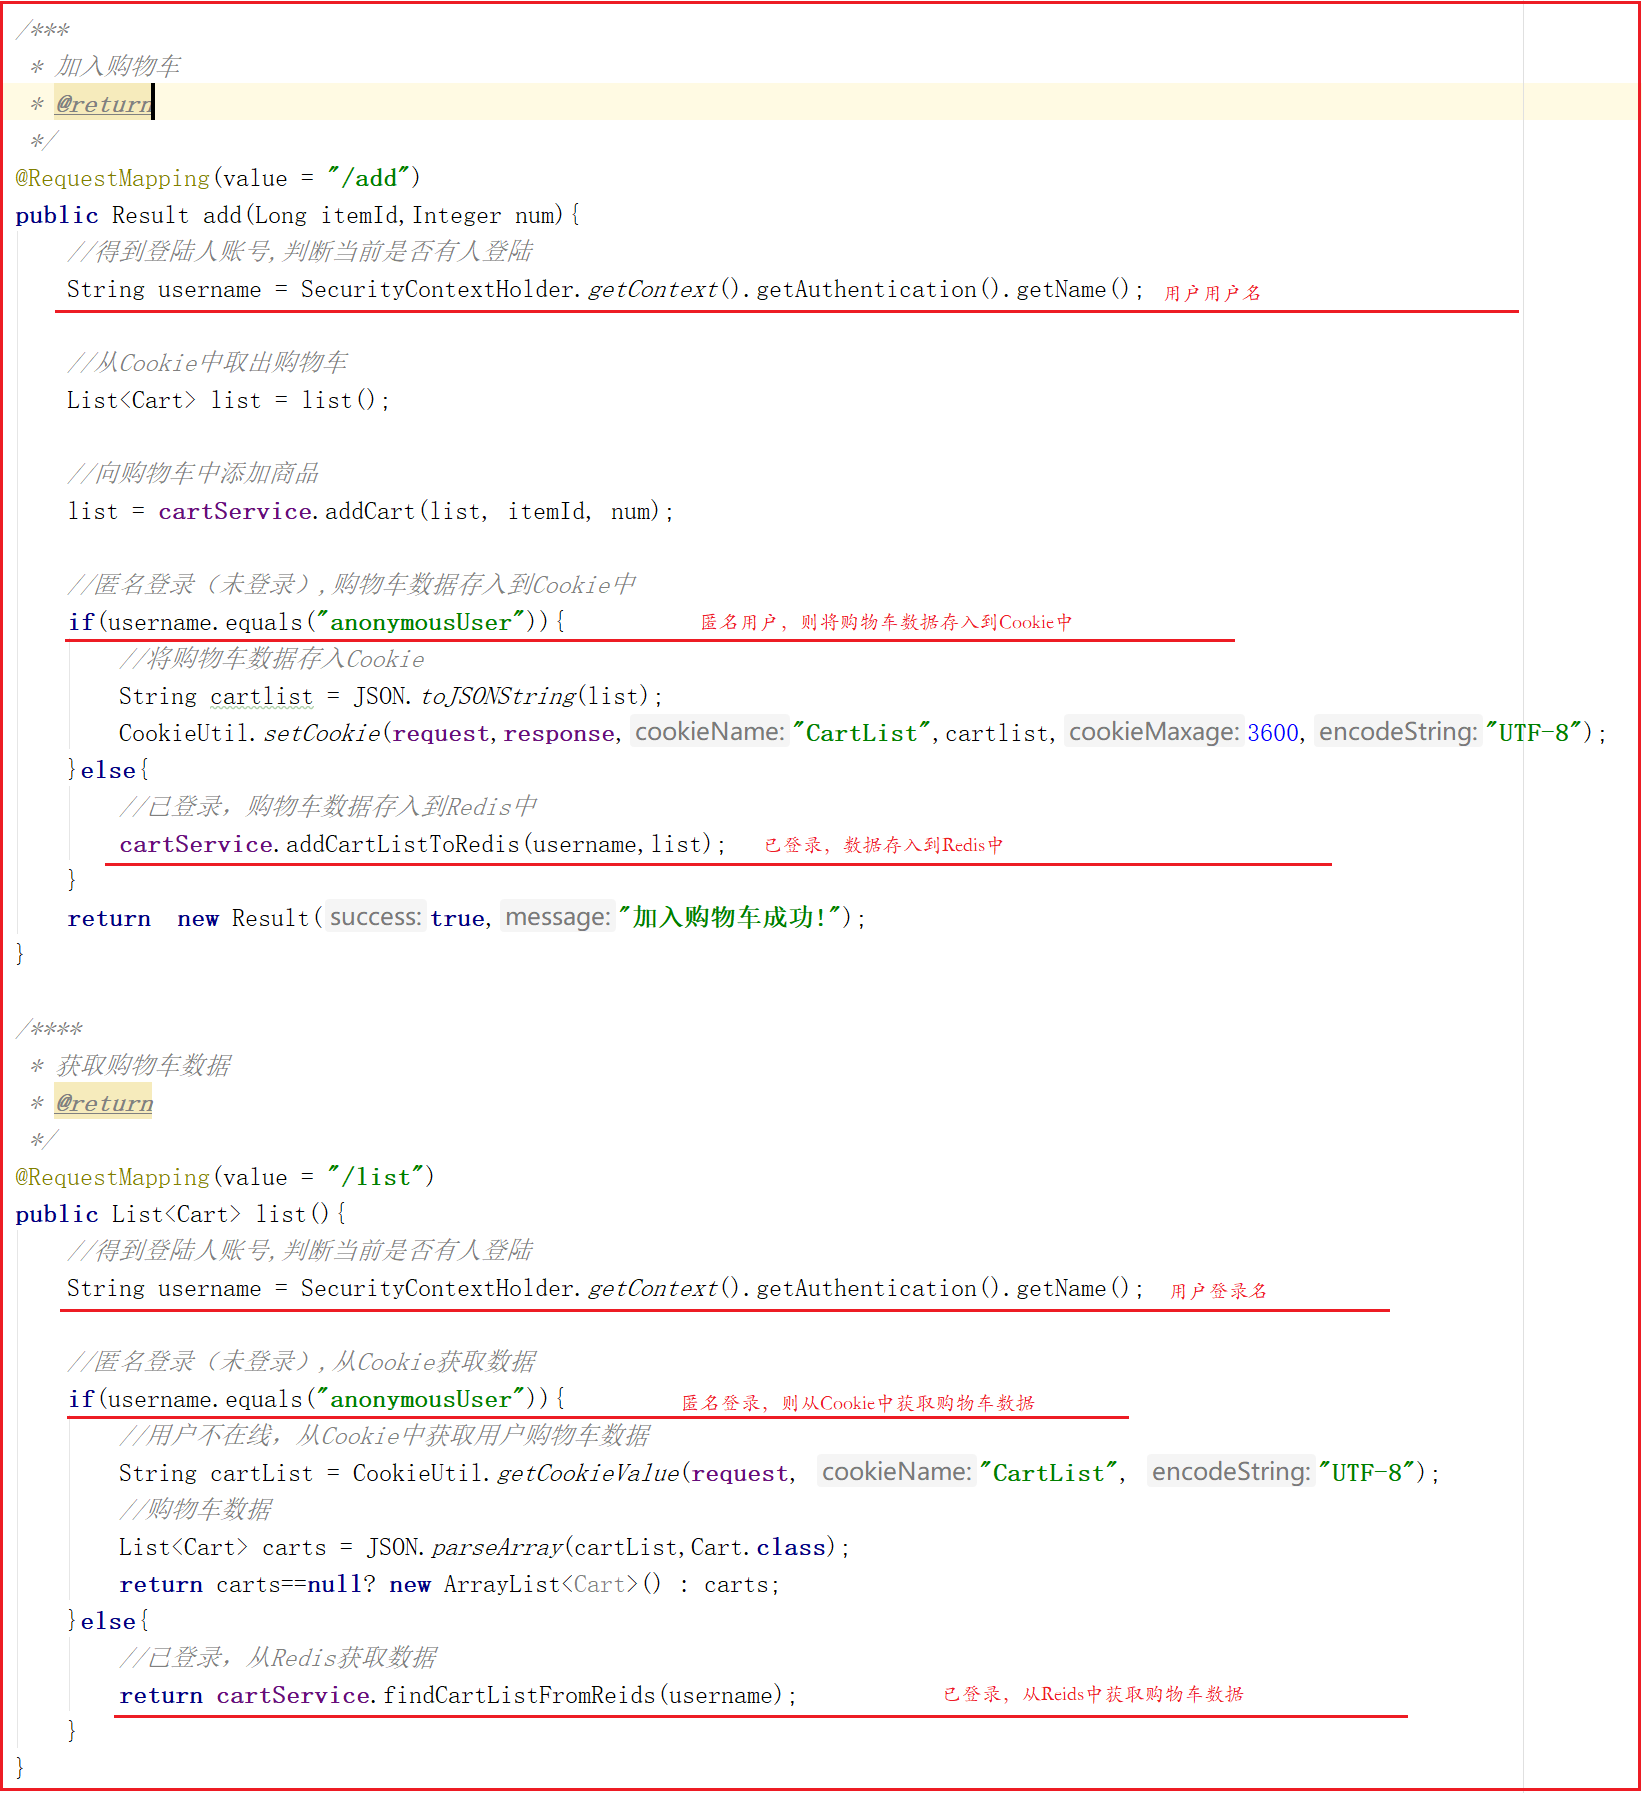 /***
* 加入购物车
* @return
*/
@RequestMapping(value = "/add")
public Result add(Long itemId,Integer num){
//得到登陆人账号,判断当前是否有人登陆
String username = SecurityContextHolder.getContext().getAuthentication().getName(); 用户用户名
//从Cookie中取出购物车
List<Cart> list = list();
//向购物车中添加商品
list = cartService.addCart(list, itemId, num);
//匿名登录（未登录）,购物车数据存入到Cookie中
if(username.equals("anonymousUser")){ 匿名用户，则将购物车数据存入到Cookie中
//将购物车数据存入Cookie
String cartlist = JSON.toJSONString(list);
CookieUtil.setCookie(request,response, cookieName: "CartList",cartlist, cookieMaxage: 3600, encodeString: "UTF-8");
}else{
//已登录，购物车数据存入到Redis中
cartService.addCartListToRedis(username,list); 已登录，数据存入到Redis中
}
return new Result( success: true, message: "加入购物车成功!");
}
/****
* 获取购物车数据
* @return
*/
@RequestMapping(value = "/list")
public List<Cart> list(){
//得到登陆人账号,判断当前是否有人登陆
String username = SecurityContextHolder.getContext().getAuthentication().getName(); 用户登录名
//匿名登录（未登录）,从Cookie获取数据
if(username.equals("anonymousUser")){ 匿名登录，则从Cookie中获取购物车数据
//用户不在线，从Cookie中获取用户购物车数据
String cartList = CookieUtil.getCookieValue(request, cookieName: "CartList", encodeString: "UTF-8");
//购物车数据
List<Cart> carts = JSON.parseArray(cartList,Cart.class);
return carts==null? new ArrayList<Cart>() : carts;
}else{
//已登录，从Redis获取数据
return cartService.findCartListFromReids(username); 已登录，从Reids中获取购物车数据
}
}